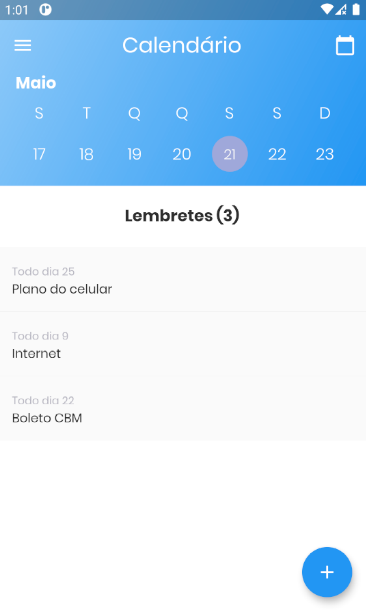 1:01
Calendário
Maio
S T Q Q S S D
17 18 19 20 21 22 23
Lembretes (3)
Todo dia 25
Plano do celular
Todo dia 9
Internet
Todo dia 22
Boleto CBM